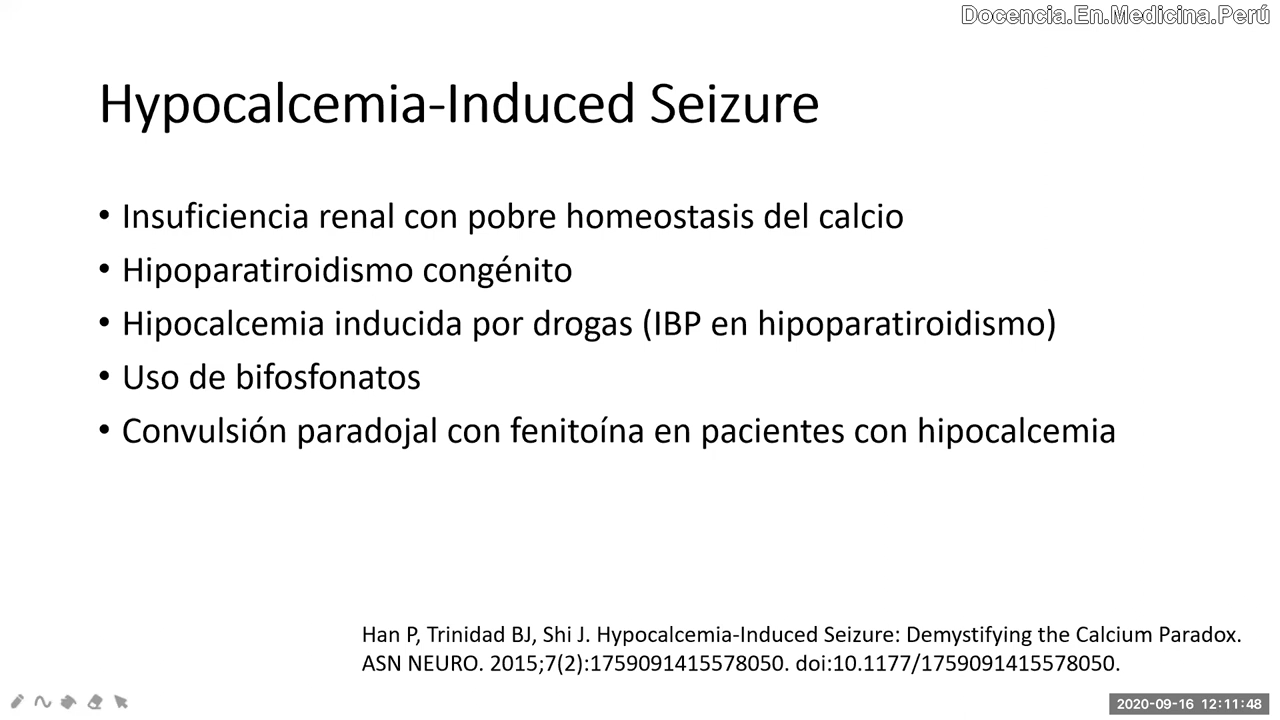 Docencia.En.Medicina.Perú
Hypocalcemia-Induced Seizure
• Insuficiencia renal con pobre homeostasis del calcio
• Hipoparatiroidismo congénito
• Hipocalcemia inducida por drogas (IBP en hipoparatiroidismo)
• Uso de bifosfonatos
• Convulsión paradojal con fenitoína en pacientes con hipocalcemia
Han P, Trinidad BJ, Shi J. Hypocalcemia-Induced Seizure: Demystifying the Calcium Paradox.
ASN NEURO. 2015;7(2):1759091415578050. doi:10.1177/1759091415578050.
2020-09-16 12:11:48